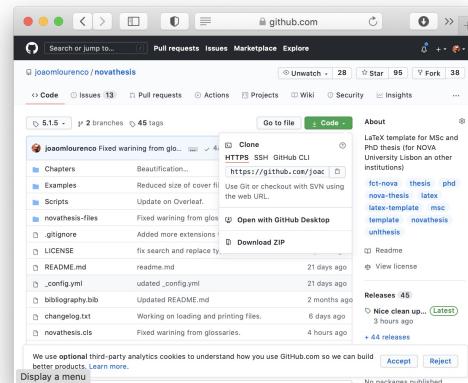 github.com
Search or jump to... /
Pull requests Issues Marketplace Explore
joaomlourenco / novathesis
Unwatch 28
Star 95
Fork 38
Code
Issues 13
Pull requests
Actions
Projects
Wiki
Security
Insights
5.1.5
2 branches
45 tags
Go to file
Code
joaomlourenco Fixed warining from glo...
Clone
HTTPS SSH GitHub CLI
https://github.com/joac
Use Git or checkout with SVN using
the web URL.
Open with GitHub Desktop
Download ZIP
Chapters Beautification...
Examples Reduced size of cover fil
Scripts Update on Overleaf.
novathesis-files Fixed warining from glos
.gitignore Added more extensions
LICENSE fix search and replace ty
README.md readme.md 21 days ago
_config.yml udated _config.yml 21 days ago
bibliography.bib Updated README.md 2 months ago
changelog.txt Working on loading and printing files. 6 days ago
novathesis.cls Fixed warining from glossaries. 4 hours ago
About
LaTeX template for MSc and
PhD thesis (for NOVA
University Lisbon an other
institutions)
fct-nova thesis phd
nova-thesis latex
latex-template msc
template novathesis
unlthesis
Readme
View license
Releases 45
Nice clean up... Latest
3 hours ago
+ 44 releases
No packages published
We use optional third-party analytics cookies to understand how you use GitHub.com so we can build
better products. Learn more.
Accept
Reject
Display a menu